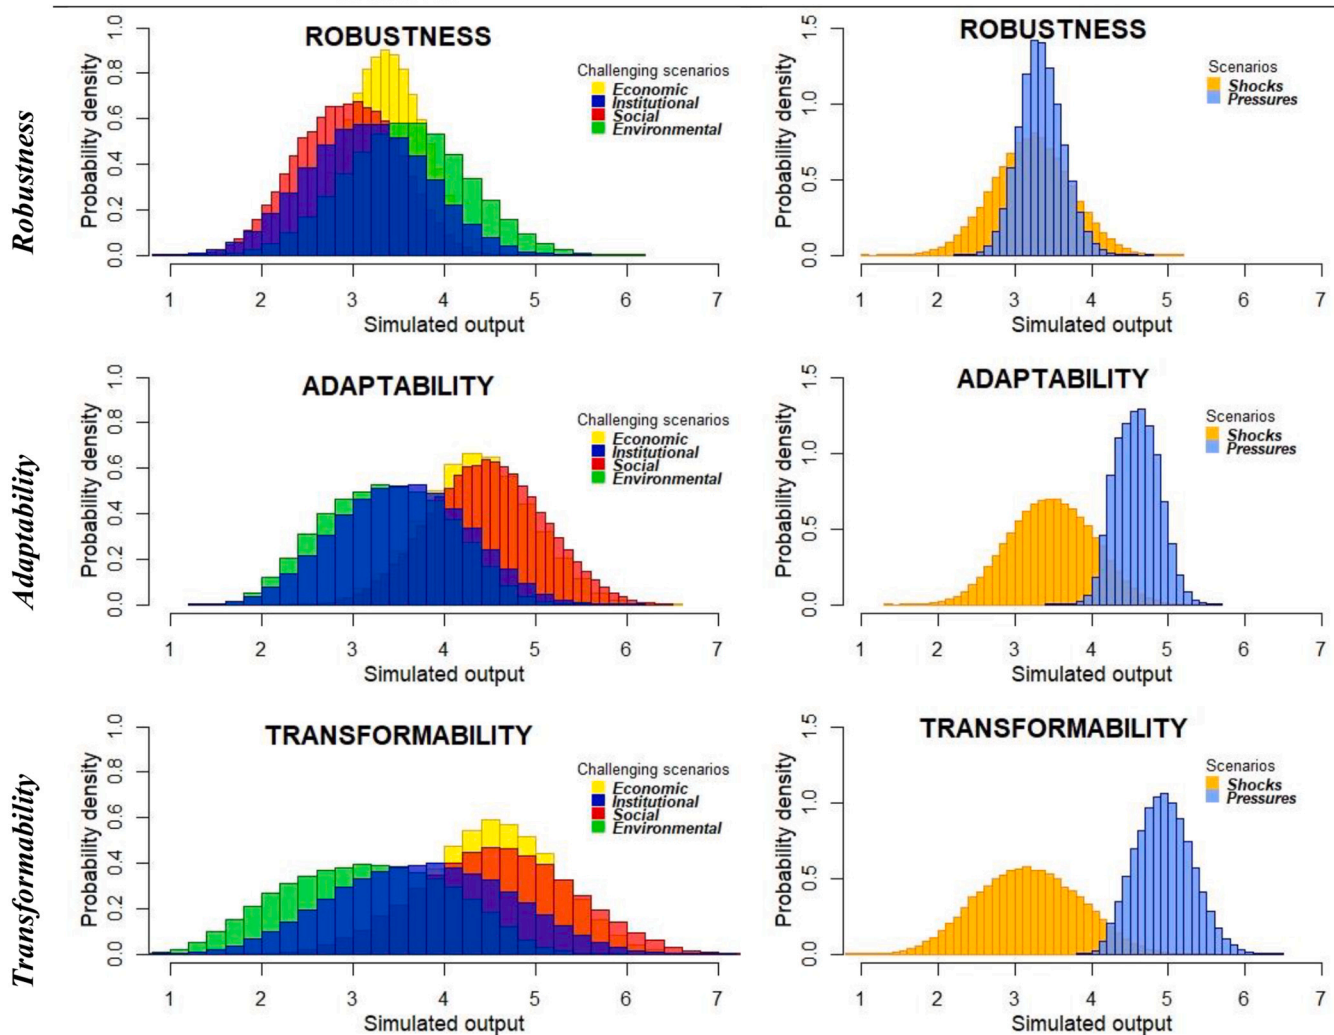 Robustness
ROBUSTNESS
Probability density
0.0 0.2 0.4 0.6 0.8 1.0
Challenging scenarios
Economic
Institutional
Social
Environmental
1 2 3 4 5 6 7
Simulated output
ROBUSTNESS
Probability density
0.0 0.5 1.0 1.5
Scenarios
Shocks
Pressures
1 2 3 4 5 6 7
Simulated output
Adaptability
ADAPTABILITY
Probability density
0.0 0.2 0.4 0.6 0.8 1.0
Challenging scenarios
Economic
Institutional
Social
Environmental
1 2 3 4 5 6 7
Simulated output
ADAPTABILITY
Probability density
0.0 0.5 1.0 1.5
Scenarios
Shocks
Pressures
1 2 3 4 5 6 7
Simulated output
Transformability
TRANSFORMABILITY
Probability density
0.0 0.2 0.4 0.6 0.8 1.0
Challenging scenarios
Economic
Institutional
Social
Environmental
1 2 3 4 5 6 7
Simulated output
TRANSFORMABILITY
Probability density
0.0 0.5 1.0 1.5
Scenarios
Shocks
Pressures
1 2 3 4 5 6 7
Simulated output